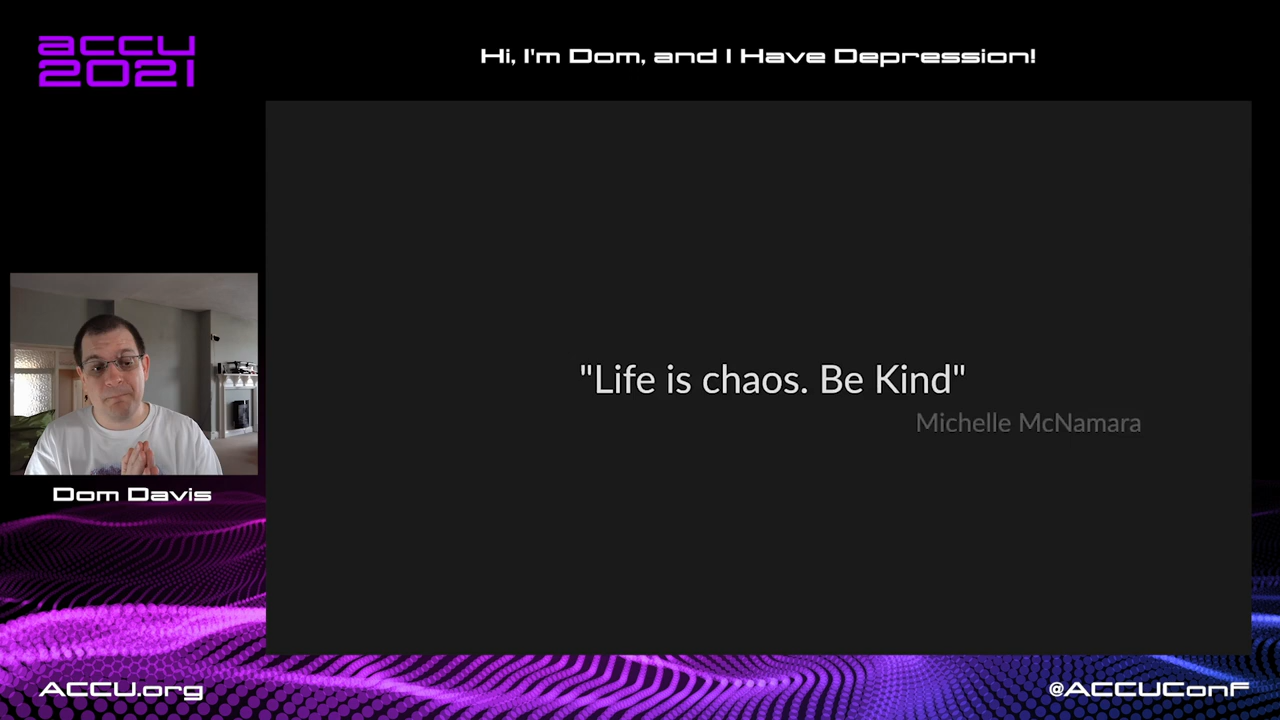 accu
2021
Hi, I'm Dom, and I Have Depression!
"Life is chaos. Be Kind"
Michelle McNamara
Dom Davis
ACCU.org
@ACCUConf